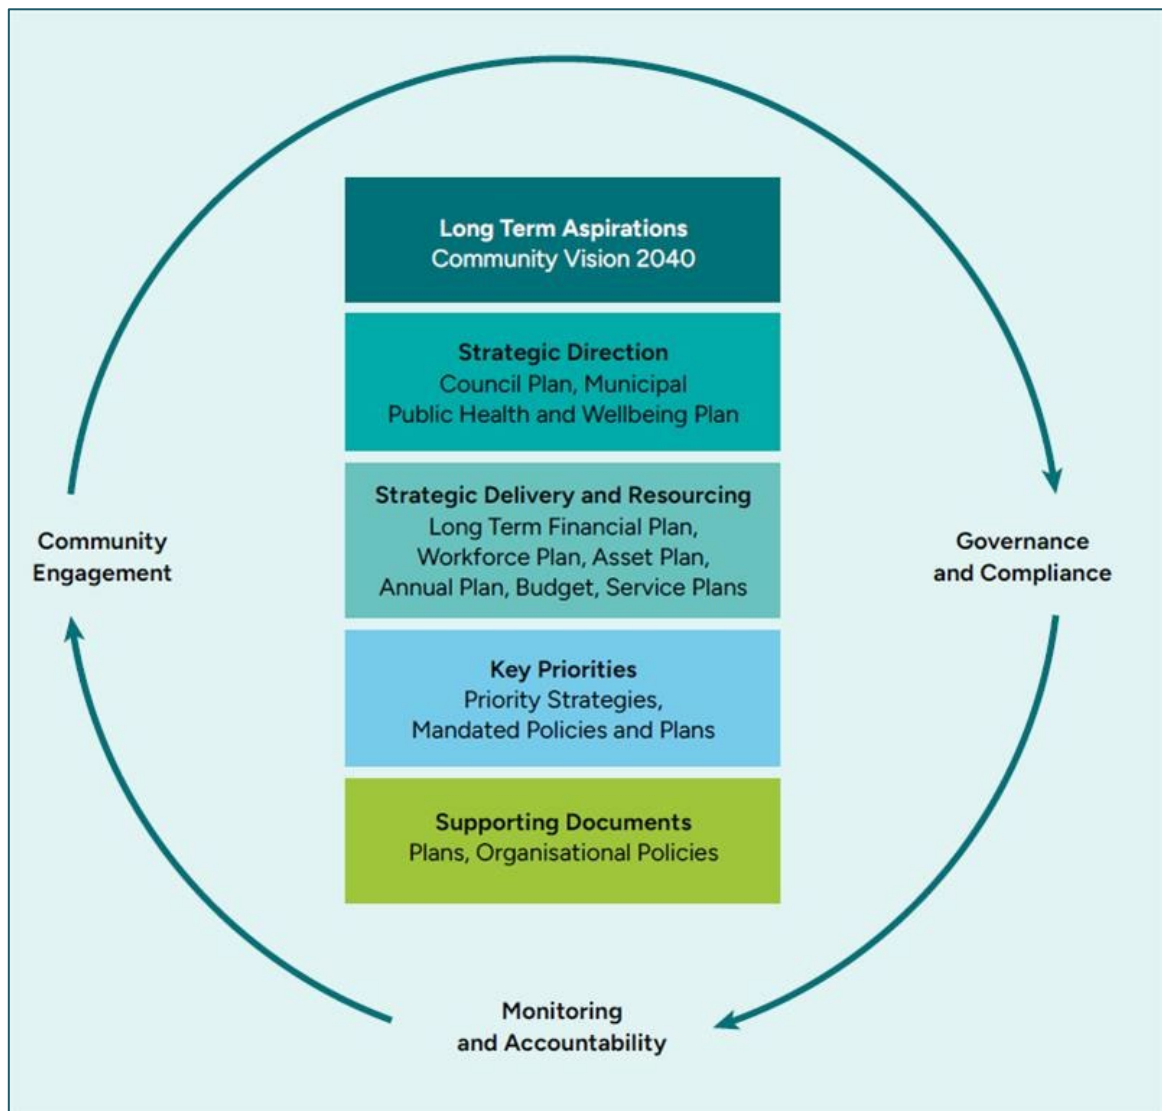 Long Term Aspirations
Community Vision 2040
Strategic Direction
Council Plan, Municipal
Public Health and Wellbeing Plan
Strategic Delivery and Resourcing
Long Term Financial Plan,
Workforce Plan, Asset Plan,
Annual Plan, Budget, Service Plans
Community
Engagement
Governance
and Compliance
Key Priorities
Priority Strategies,
Mandated Policies and Plans
Supporting Documents
Plans, Organisational Policies
Monitoring
and Accountability